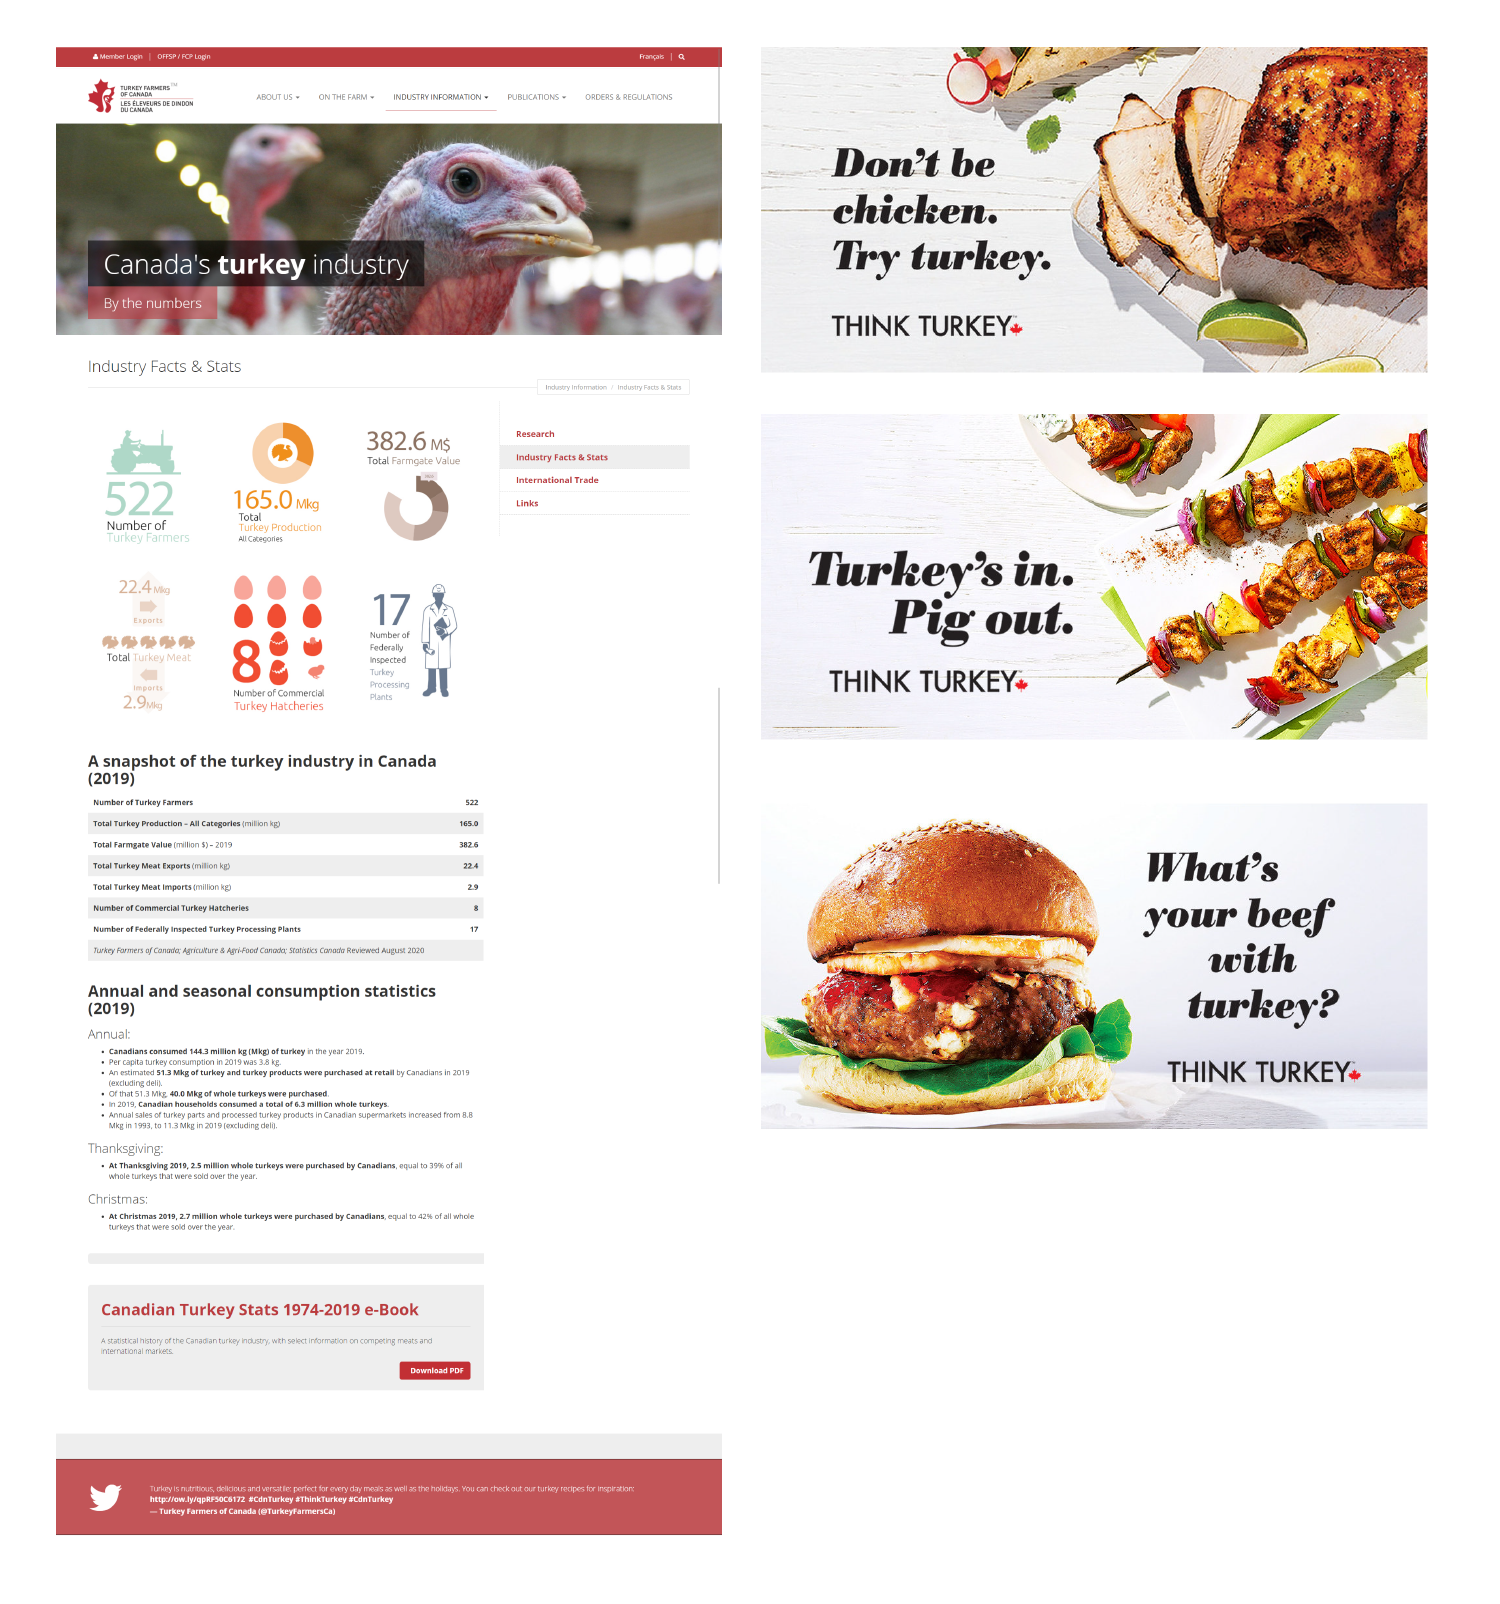 Member Login | OFFSP / FCP Login
Français |
TURKEY FARMERS™
OF CANADA
LES ÉLEVEURS DE DINDON
DU CANADA
ABOUT US
ON THE FARM
INDUSTRY INFORMATION
PUBLICATIONS
ORDERS & REGULATIONS
Canada's turkey industry
By the numbers
Industry Facts & Stats
Industry Information / Industry Facts & Stats
522
Number of
Turkey Farmers
165.0 Mkg
Total
Turkey Production
All Categories
382.6 M$
Total Farmgate Value
22.4 Mkg
Exports
Total Turkey Meat
Imports
2.9Mkg
8
Number of Commercial
Turkey Hatcheries
17
Number of
Federally
Inspected
Turkey
Processing
Plants
Research
Industry Facts & Stats
International Trade
Links
A snapshot of the turkey industry in Canada
(2019)
Number of Turkey Farmers 522
Total Turkey Production – All Categories (million kg) 165.0
Total Farmgate Value (million $) – 2019 382.6
Total Turkey Meat Exports (million kg) 22.4
Total Turkey Meat Imports (million kg) 2.9
Number of Commercial Turkey Hatcheries 8
Number of Federally Inspected Turkey Processing Plants 17
Turkey Farmers of Canada; Agriculture & Agri-Food Canada; Statistics Canada Reviewed August 2020
Annual and seasonal consumption statistics
(2019)
Annual:
• Canadians consumed 144.3 million kg (Mkg) of turkey in the year 2019.
• Per capita turkey consumption in 2019 was 3.8 kg.
• An estimated 51.3 Mkg of turkey and turkey products were purchased at retail by Canadians in 2019
(excluding deli).
• Of that 51.3 Mkg, 40.0 Mkg of whole turkeys were purchased.
• In 2019, Canadian households consumed a total of 6.3 million whole turkeys.
• Annual sales of turkey parts and processed turkey products in Canadian supermarkets increased from 8.8
Mkg in 1993, to 11.3 Mkg in 2019 (excluding deli).
Thanksgiving:
• At Thanksgiving 2019, 2.5 million whole turkeys were purchased by Canadians, equal to 39% of all
whole turkeys that were sold over the year.
Christmas:
• At Christmas 2019, 2.7 million whole turkeys were purchased by Canadians, equal to 42% of all whole
turkeys that were sold over the year.
Canadian Turkey Stats 1974-2019 e-Book
A statistical history of the Canadian turkey industry, with select information on competing meats and
international markets.
Download PDF
Turkey is nutritious, delicious and versatile: perfect for every day meals as well as the holidays. You can check out our turkey recipes for inspiration:
http://ow.ly/qpRF50C6172 #CdnTurkey #ThinkTurkey #CdnTurkey
— Turkey Farmers of Canada (@TurkeyFarmersCa)
Don't be
chicken.
Try turkey.
THINK TURKEY™
Turkey's in.
Pig out.
THINK TURKEY™
What's
your beef
with
turkey?
THINK TURKEY™